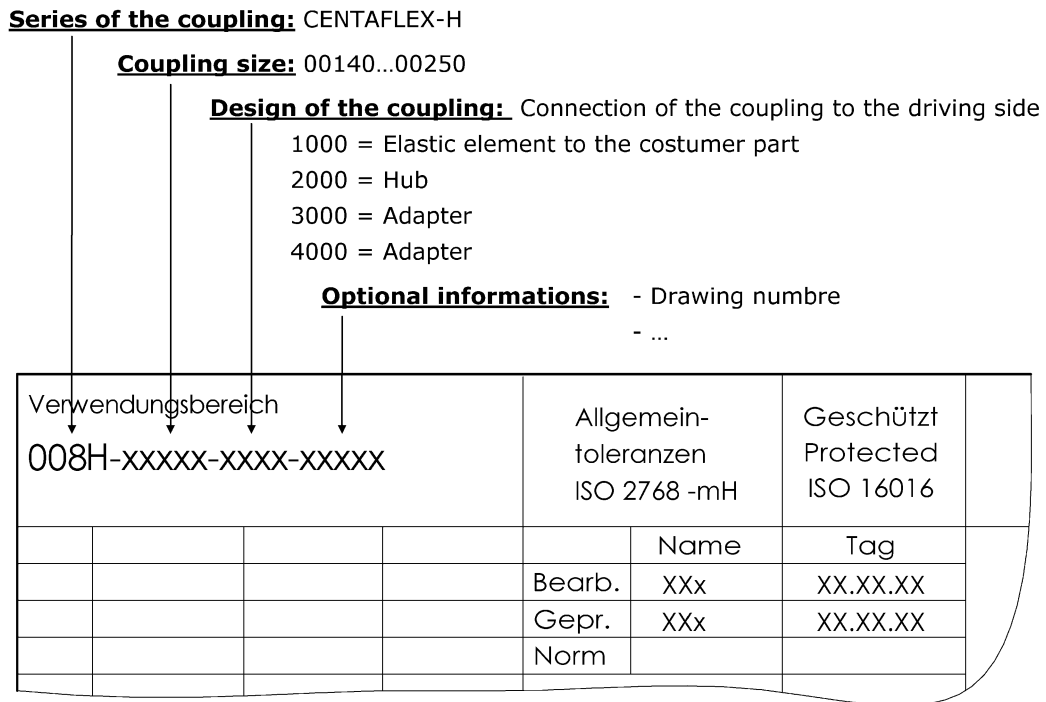 Series of the coupling: CENTAFLEX-H
Coupling size: 00140...00250
Design of the coupling: Connection of the coupling to the driving side
1000 = Elastic element to the costumer part
2000 = Hub
3000 = Adapter
4000 = Adapter
Optional informations: - Drawing numbre
- ...
Verwendungsbereich
008H-xxxxx-xxxx-xxxxx
Allgemein-
toleranzen
ISO 2768 -mH
Geschützt
Protected
ISO 16016
Name Tag
Bearb. XXx XX.XX.XX
Gepr. XXx XX.XX.XX
Norm